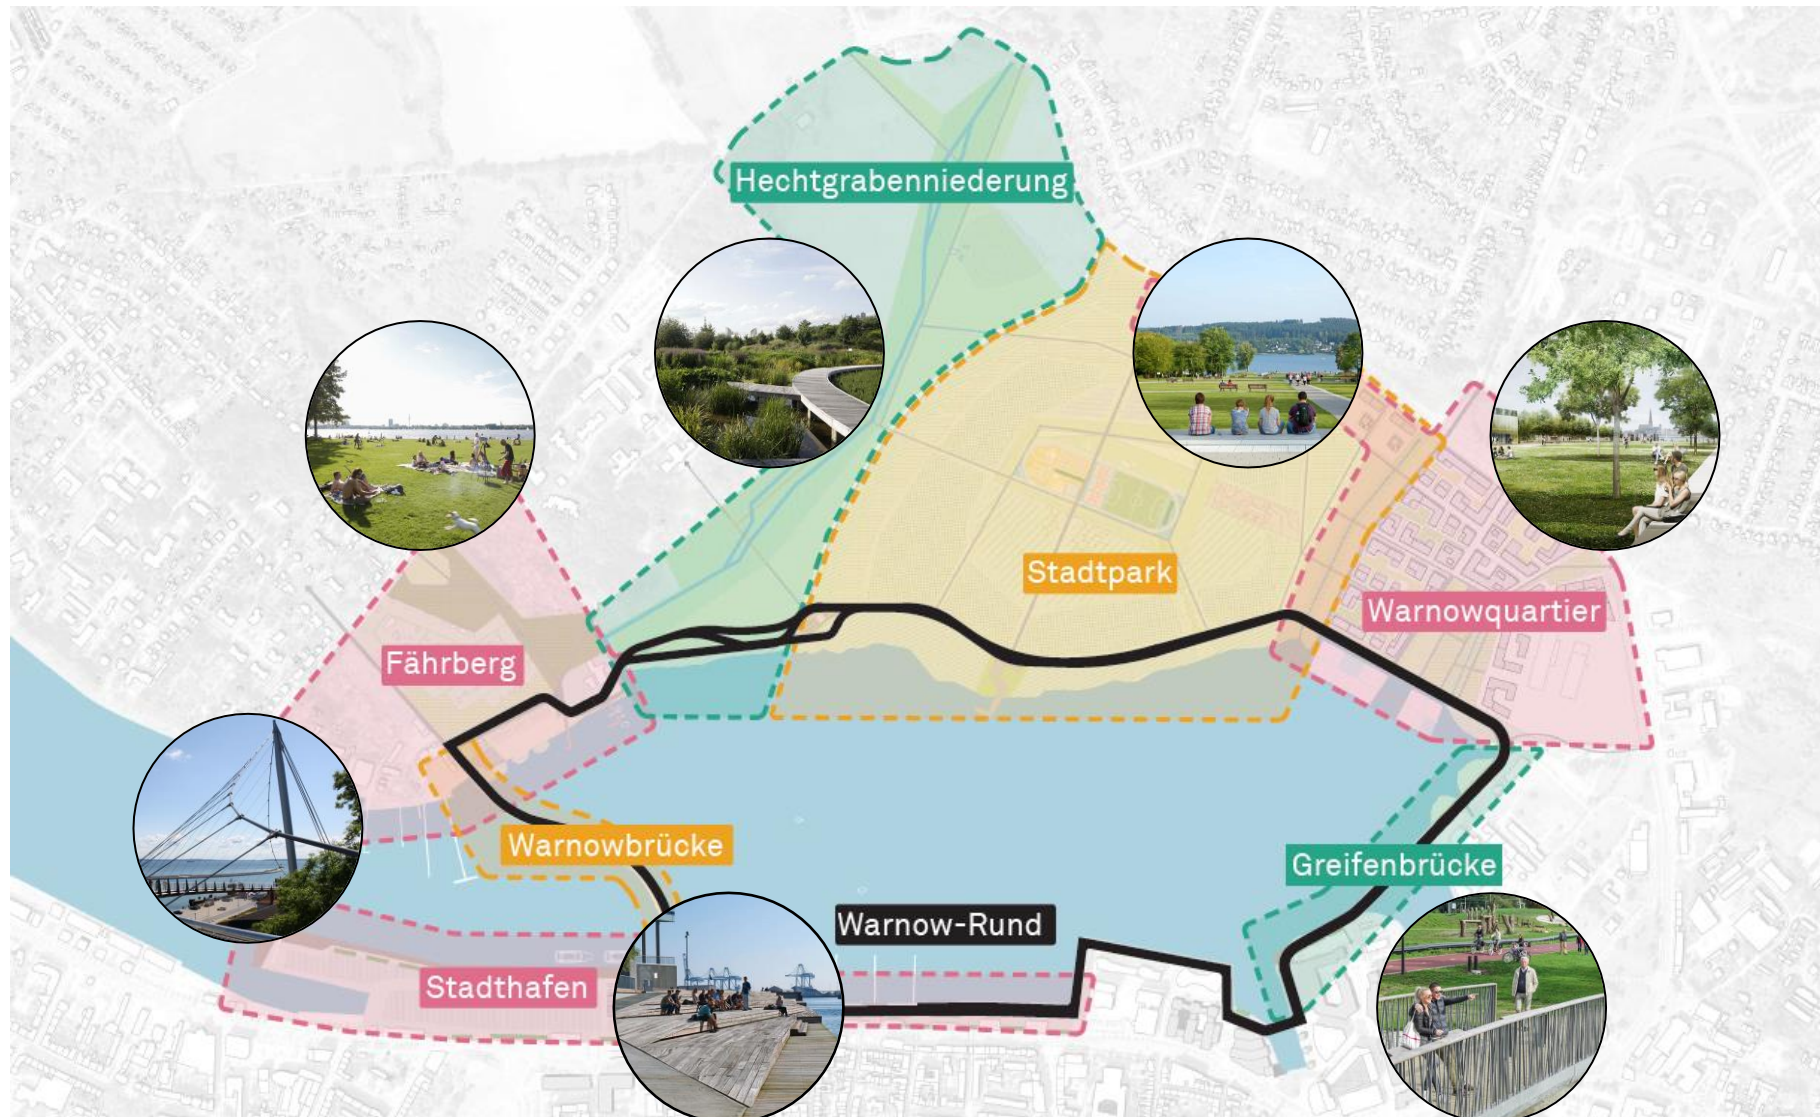 Hechtgrabenniederung
Stadtpark
Warnowquartier
Fährberg
Warnowbrücke
Greifenbrücke
Warnow-Rund
Stadthafen